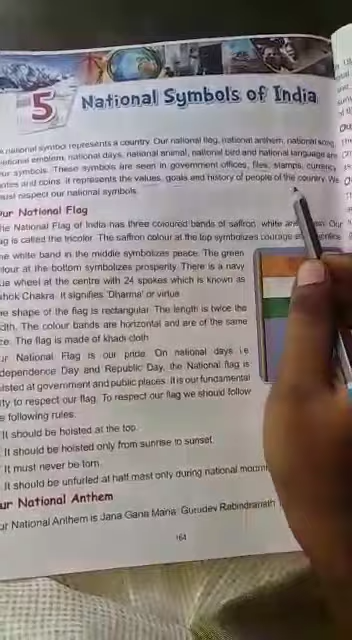 5 National Symbols of India
national symbol represents a country. Our national flag, national anthem, national song,
national emblem, national days, national animal, national bird and national language are
our symbols. These symbols are seen in government offices, files, stamps, currency
notes and coins. It represents the values, goals and history of people of the country. We
must respect our national symbols.
Our National Flag
The National Flag of India has three coloured bands of saffron, white and Our
flag is called the tricolor. The saffron colour at the top symbolizes courage
The white band in the middle symbolizes peace. The green
colour at the bottom symbolizes prosperity. There is a navy
blue wheel at the centre with 24 spokes which is known as
Ashok Chakra. It signifies 'Dharma' or virtue.
The shape of the flag is rectangular. The length is twice the
width. The colour bands are horizontal and are of the same
size. The flag is made of khadi cloth
Our National Flag is our pride. On national days i.e
Independence Day and Republic Day, the National flag is
hoisted at government and public places. It is our fundamental
duty to respect our flag. To respect our flag we should follow
the following rules:
It should be hoisted at the top.
It should be hoisted only from sunrise to sunset.
It must never be torn.
It should be unfurled at half mast only during national
Our National Anthem
Our National Anthem is Jana Gana Mana. Gurudev Rabindranath
164